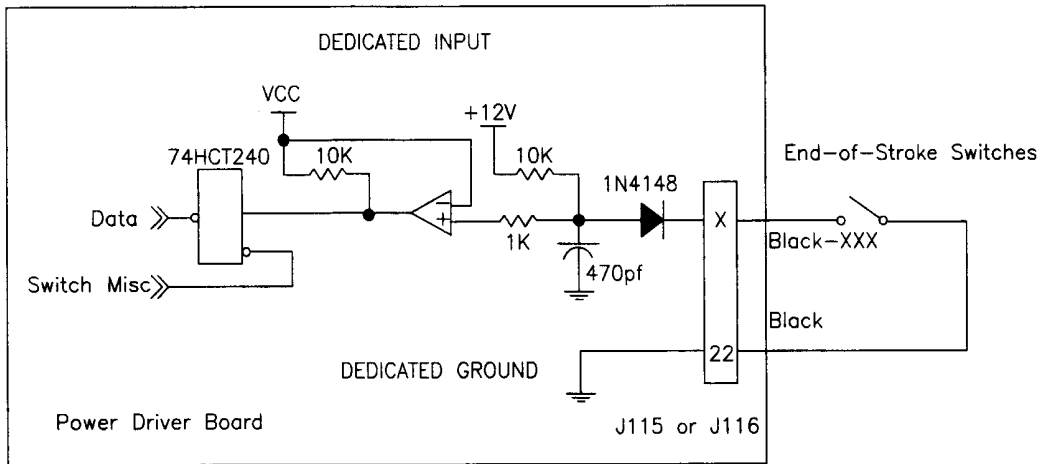 DEDICATED INPUT
VCC
+12V
74HCT240
10K
10K
End-of-Stroke Switches
1N4148
Data
-
+
1K
X
Black-XXX
470pf
Switch Misc
Black
22
DEDICATED GROUND
Power Driver Board
J115 or J116